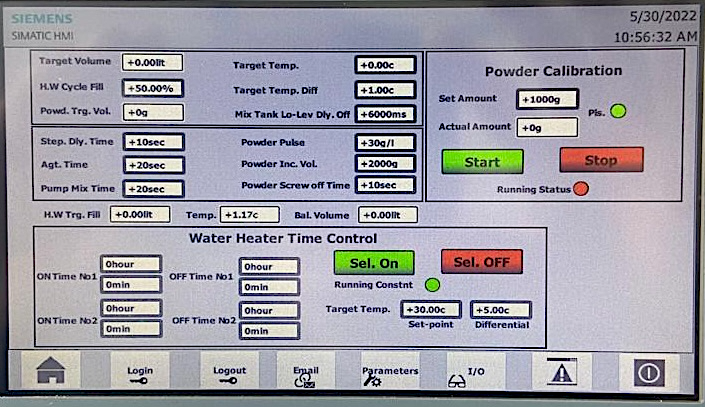 SIEMENS
SIMATIC HMI
5/30/2022
10:56:32 AM
Target Volume +0.00lit
H.W Cycle Fill +50.00%
Powd. Trg. Vol. +0g
Target Temp. +0.00c
Target Temp. Diff +1.00c
Mix Tank Lo-Lev Dly. Off +6000ms
Step. Dly. Time +10sec
Agt. Time +20sec
Pump Mix Time +20sec
Powder Pulse +30g/l
Powder Inc. Vol. +2000g
Powder Screw off Time +10sec
Powder Calibration
Set Amount +1000g
Pls.
Actual Amount +0g
Start Stop
Running Status
H.W Trg. Fill +0.00lit Temp. +1.17c Bal. Volume +0.00lit
Water Heater Time Control
ON Time No1 0hour
0min
OFF Time No1 0hour
0min
ON Time No2 0hour
0min
OFF Time No2 0hour
0min
Sel. On Sel. OFF
Running Constnt
Target Temp. +30.00c +5.00c
Set-point Differential
Login Logout Email Parameters I/O